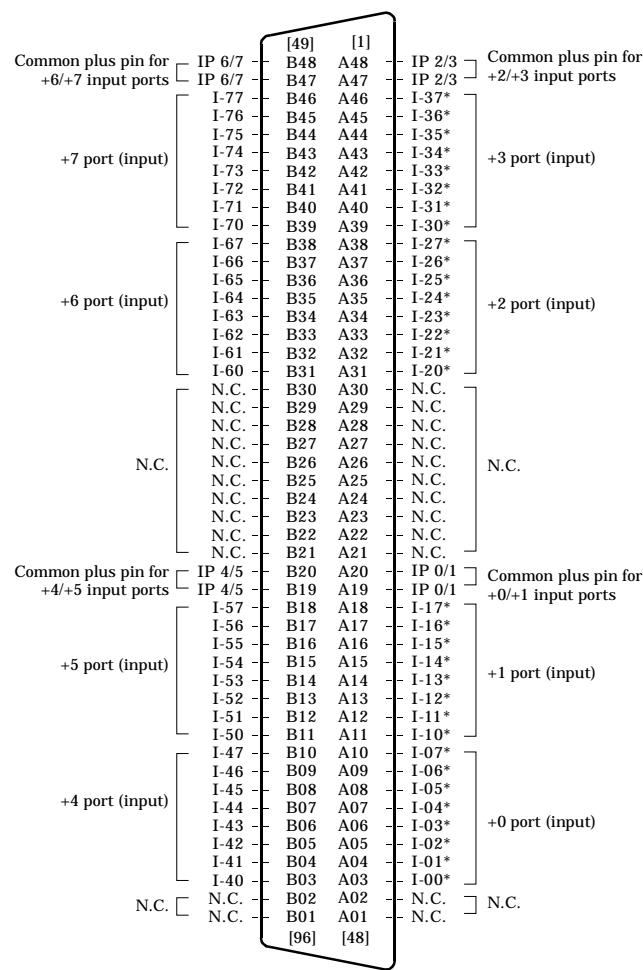 [49] [1]
Common plus pin for +6/+7 input ports
IP 6/7 B48 A48 IP 2/3
IP 6/7 B47 A47 IP 2/3
Common plus pin for +2/+3 input ports
I-77 B46 A46 I-37*
I-76 B45 A45 I-36*
I-75 B44 A44 I-35*
I-74 B43 A43 I-34*
+7 port (input) +3 port (input)
I-73 B42 A42 I-33*
I-72 B41 A41 I-32*
I-71 B40 A40 I-31*
I-70 B39 A39 I-30*
I-67 B38 A38 I-27*
I-66 B37 A37 I-26*
I-65 B36 A36 I-25*
I-64 B35 A35 I-24*
+6 port (input) +2 port (input)
I-63 B34 A34 I-23*
I-62 B33 A33 I-22*
I-61 B32 A32 I-21*
I-60 B31 A31 I-20*
N.C. B30 A30 N.C.
N.C. B29 A29 N.C.
N.C. B28 A28 N.C.
N.C. B27 A27 N.C.
N.C. N.C. B26 A26 N.C. N.C.
N.C. B25 A25 N.C.
N.C. B24 A24 N.C.
N.C. B23 A23 N.C.
N.C. B22 A22 N.C.
N.C. B21 A21 N.C.
Common plus pin for +4/+5 input ports
IP 4/5 B20 A20 IP 0/1
IP 4/5 B19 A19 IP 0/1
Common plus pin for +0/+1 input ports
I-57 B18 A18 I-17*
I-56 B17 A17 I-16*
I-55 B16 A16 I-15*
I-54 B15 A15 I-14*
+5 port (input) +1 port (input)
I-53 B14 A14 I-13*
I-52 B13 A13 I-12*
I-51 B12 A12 I-11*
I-50 B11 A11 I-10*
I-47 B10 A10 I-07*
I-46 B09 A09 I-06*
I-45 B08 A08 I-05*
+4 port (input)
I-44 B07 A07 I-04*
I-43 B06 A06 I-03*
+0 port (input)
I-42 B05 A05 I-02*
I-41 B04 A04 I-01*
I-40 B03 A03 I-00*
N.C. N.C. B02 A02 N.C. N.C.
N.C. B01 A01 N.C.
[96] [48]